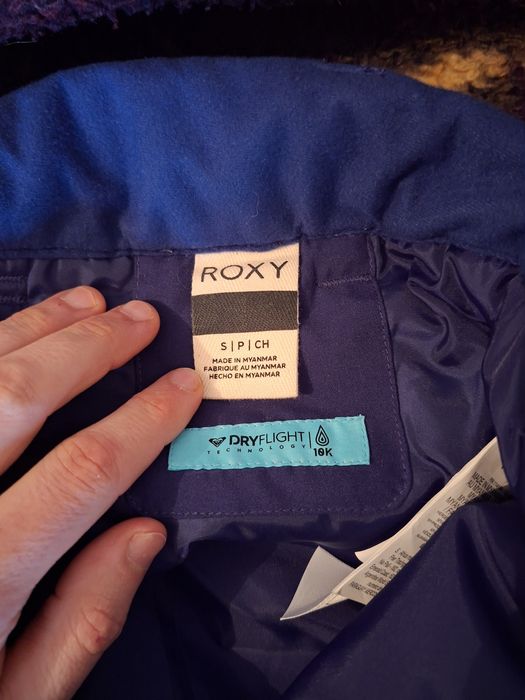 ROXY
S | P | CH
MADE IN MYANMAR
FABRIQUE AU MYANMAR
HECHO EN MYANMAR
DRYFLIGHT
TECHNOLOGY
10K